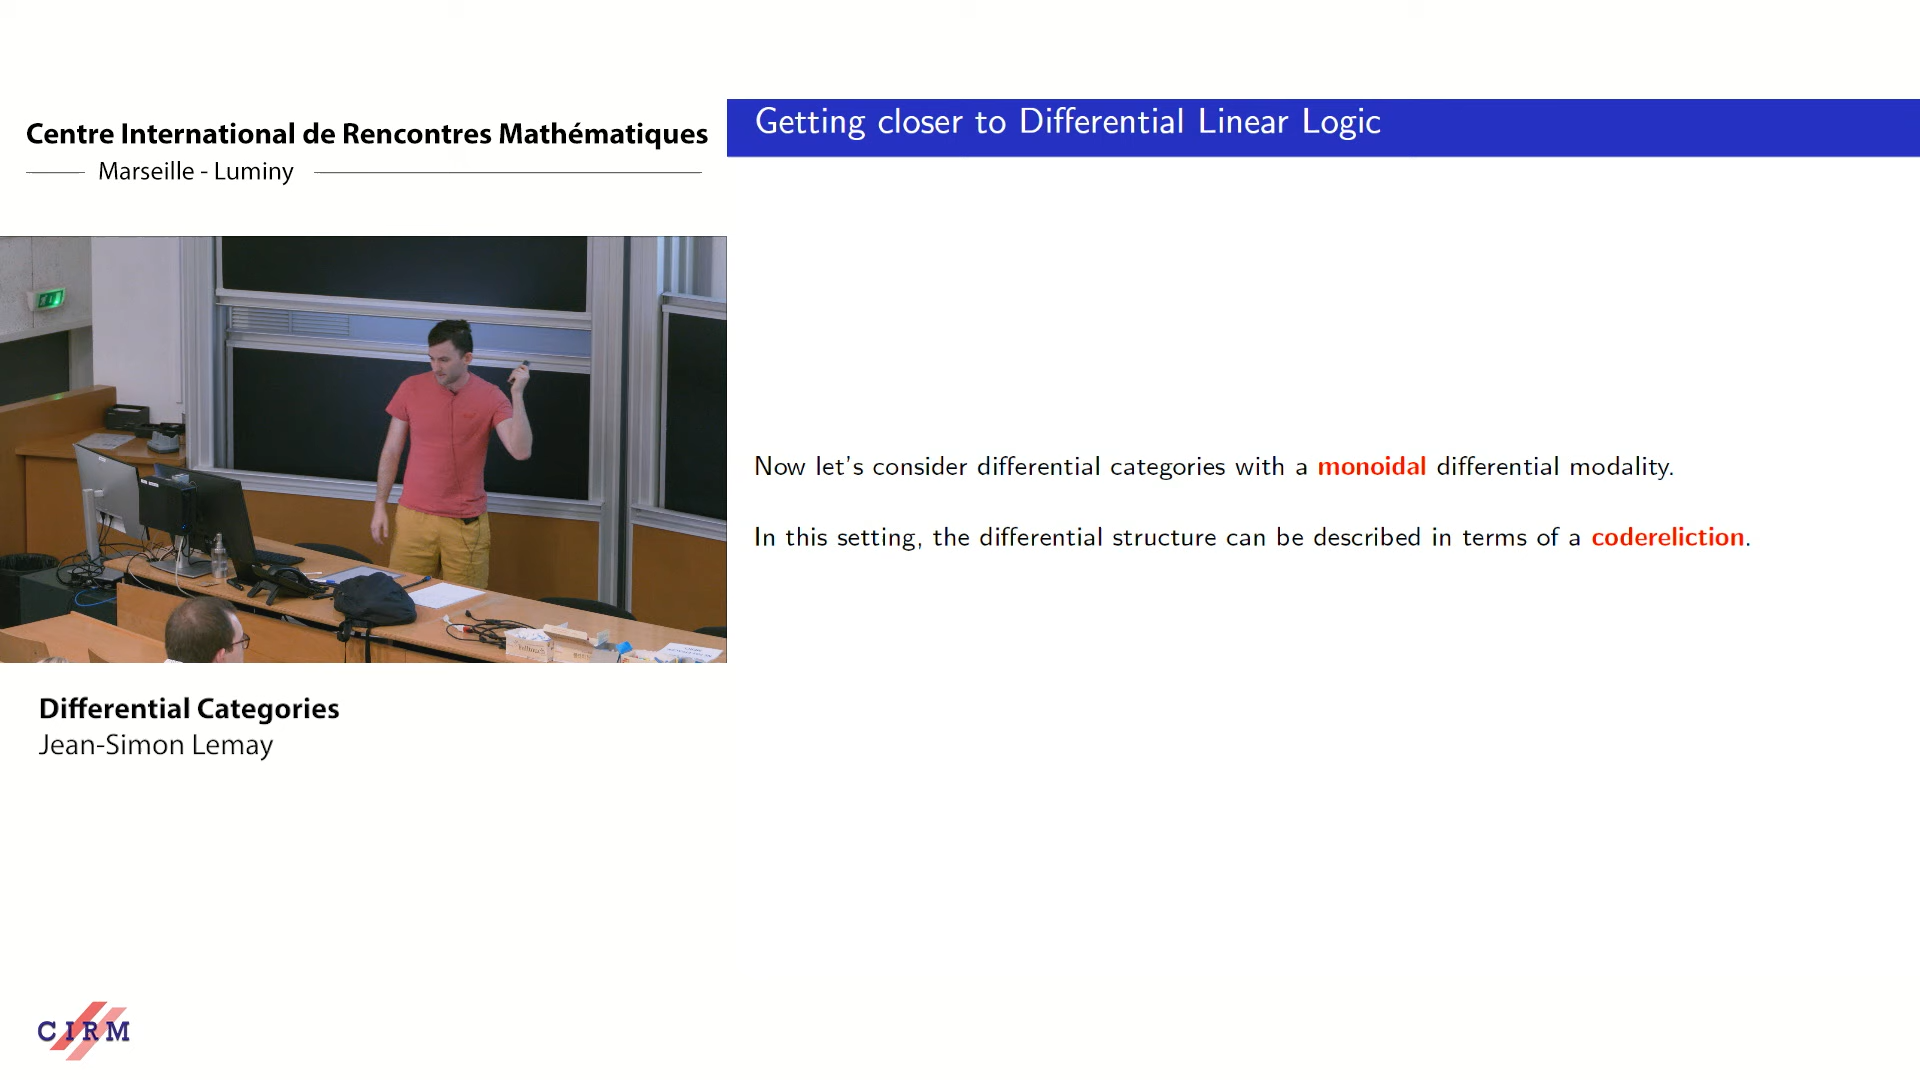 Centre International de Rencontres Mathématiques
Marseille - Luminy
Getting closer to Differential Linear Logic
Now let's consider differential categories with a monoidal differential modality.
In this setting, the differential structure can be described in terms of a codereliction.
Differential Categories
Jean-Simon Lemay
CIRM